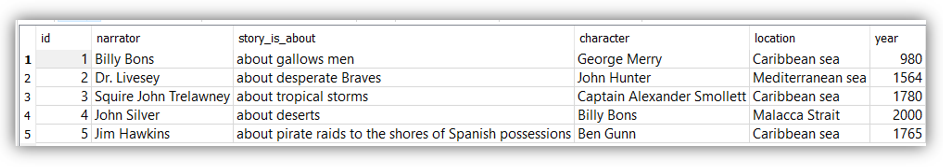 id narrator story_is_about character location year
1 1 Billy Bons about gallows men George Merry Caribbean sea 980
2 2 Dr. Livesey about desperate Braves John Hunter Mediterranean sea 1564
3 3 Squire John Trelawney about tropical storms Captain Alexander Smollett Caribbean sea 1780
4 4 John Silver about deserts Billy Bons Malacca Strait 2000
5 5 Jim Hawkins about pirate raids to the shores of Spanish possessions Ben Gunn Caribbean sea 1765